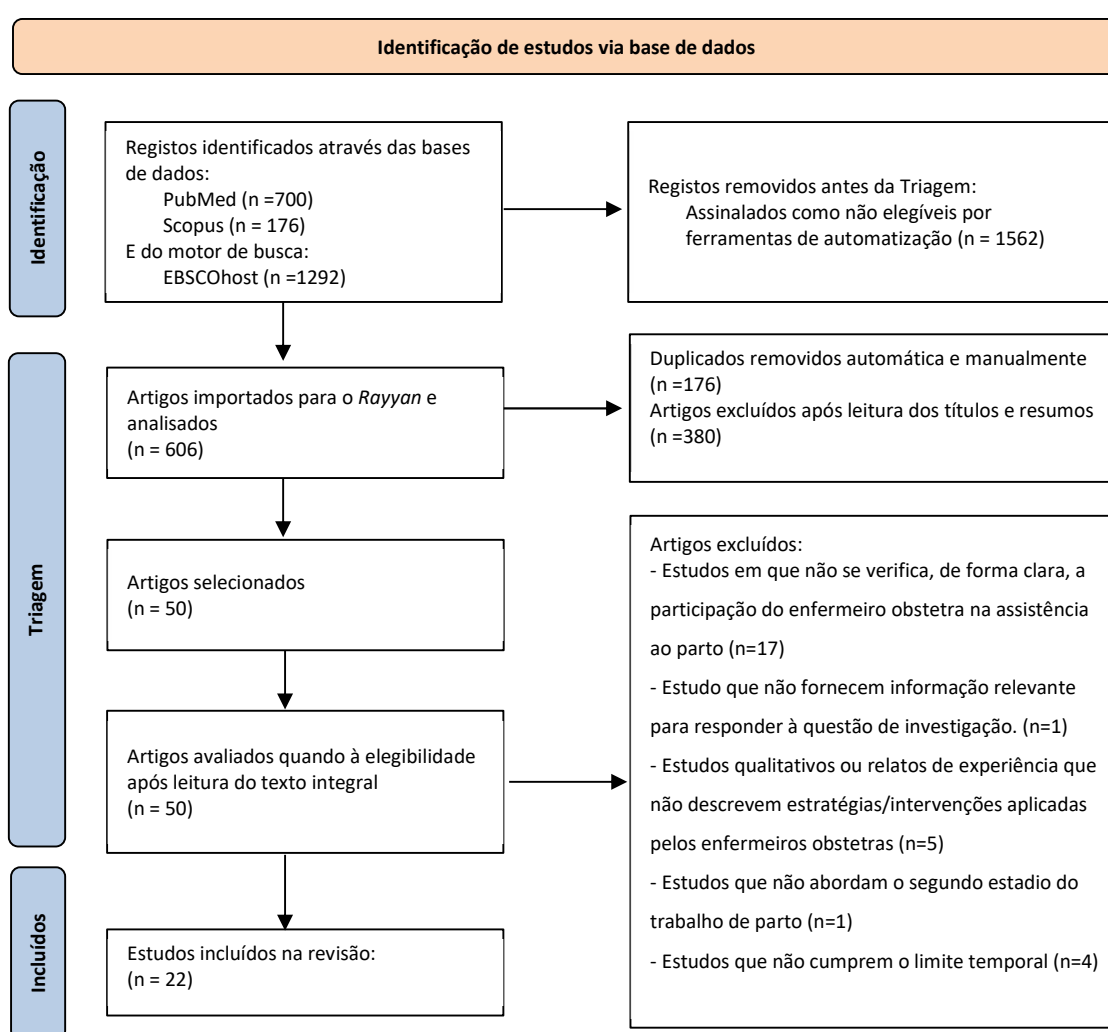 Identificação de estudos via base de dados
Identificação
Registos identificados através das bases
de dados:
PubMed (n =700)
Scopus (n = 176)
E do motor de busca:
EBSCOhost (n =1292)
Registos removidos antes da Triagem:
Assinalados como não elegíveis por
ferramentas de automatização (n = 1562)
Triagem
Artigos importados para o Rayyan e
analisados
(n = 606)
Duplicados removidos automática e manualmente
(n =176)
Artigos excluídos após leitura dos títulos e resumos
(n =380)
Artigos selecionados
(n = 50)
Artigos avaliados quando à elegibilidade
após leitura do texto integral
(n = 50)
Artigos excluídos:
- Estudos em que não se verifica, de forma clara, a
participação do enfermeiro obstetra na assistência
ao parto (n=17)
- Estudo que não fornecem informação relevante
para responder à questão de investigação. (n=1)
- Estudos qualitativos ou relatos de experiência que
não descrevem estratégias/intervenções aplicadas
pelos enfermeiros obstetras (n=5)
- Estudos que não abordam o segundo estadio do
trabalho de parto (n=1)
- Estudos que não cumprem o limite temporal (n=4)
Incluídos
Estudos incluídos na revisão:
(n = 22)